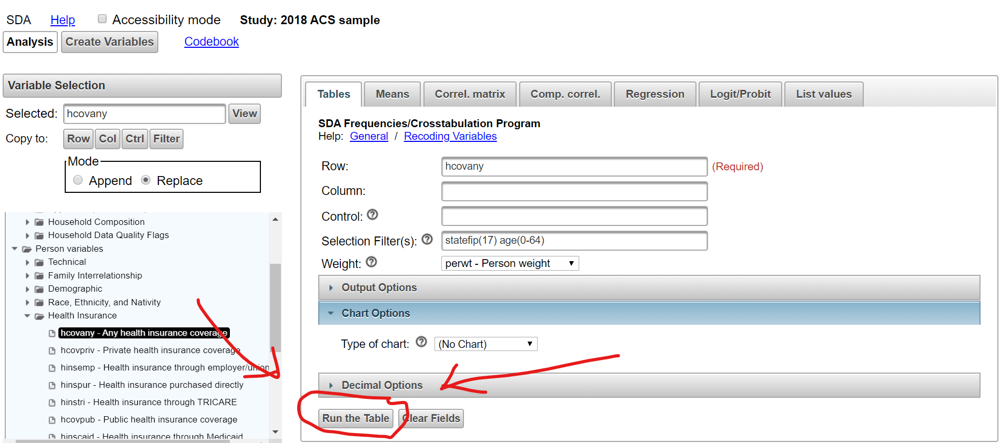 SDA Help Accessibility mode Study: 2018 ACS sample
Analysis Create Variables Codebook
Variable Selection
Selected: hcovany View
Copy to: Row Col Ctrl Filter
Mode
Append Replace
Household Composition
Household Data Quality Flags
Person variables
Technical
Family Interrelationship
Demographic
Race, Ethnicity, and Nativity
Health Insurance
hcovany - Any health insurance coverage
hcovpriv - Private health insurance coverage
hinsemp - Health insurance through employer/union
hinspur - Health insurance purchased directly
hinstri - Health insurance through TRICARE
hcovpub - Public health insurance coverage
hinscaid - Health insurance through Medicaid
Tables Means Correl. matrix Comp. correl. Regression Logit/Probit List values
SDA Frequencies/Crosstabulation Program
Help: General / Recoding Variables
Row: hcovany (Required)
Column:
Control: ?
Selection Filter(s): ? statefip(17) age(0-64)
Weight: ? perwt - Person weight
Output Options
Chart Options
Type of chart: ? (No Chart)
Decimal Options
Run the Table Clear Fields